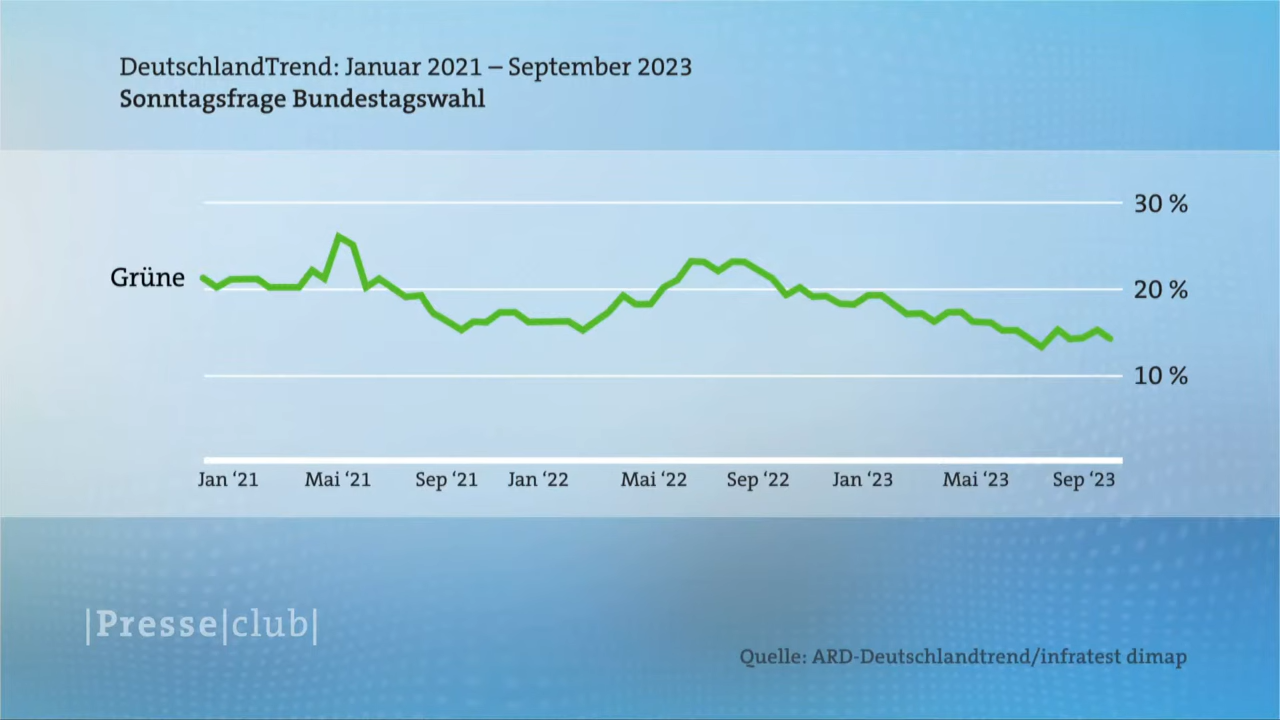 DeutschlandTrend: Januar 2021 – September 2023
Sonntagsfrage Bundestagswahl
30 %
Grüne
20 %
10 %
Jan ‘21 Mai ‘21 Sep ‘21 Jan ‘22 Mai ‘22 Sep ‘22 Jan ‘23 Mai ‘23 Sep ‘23
|Presse|club|
Quelle: ARD-Deutschlandtrend/infratest dimap